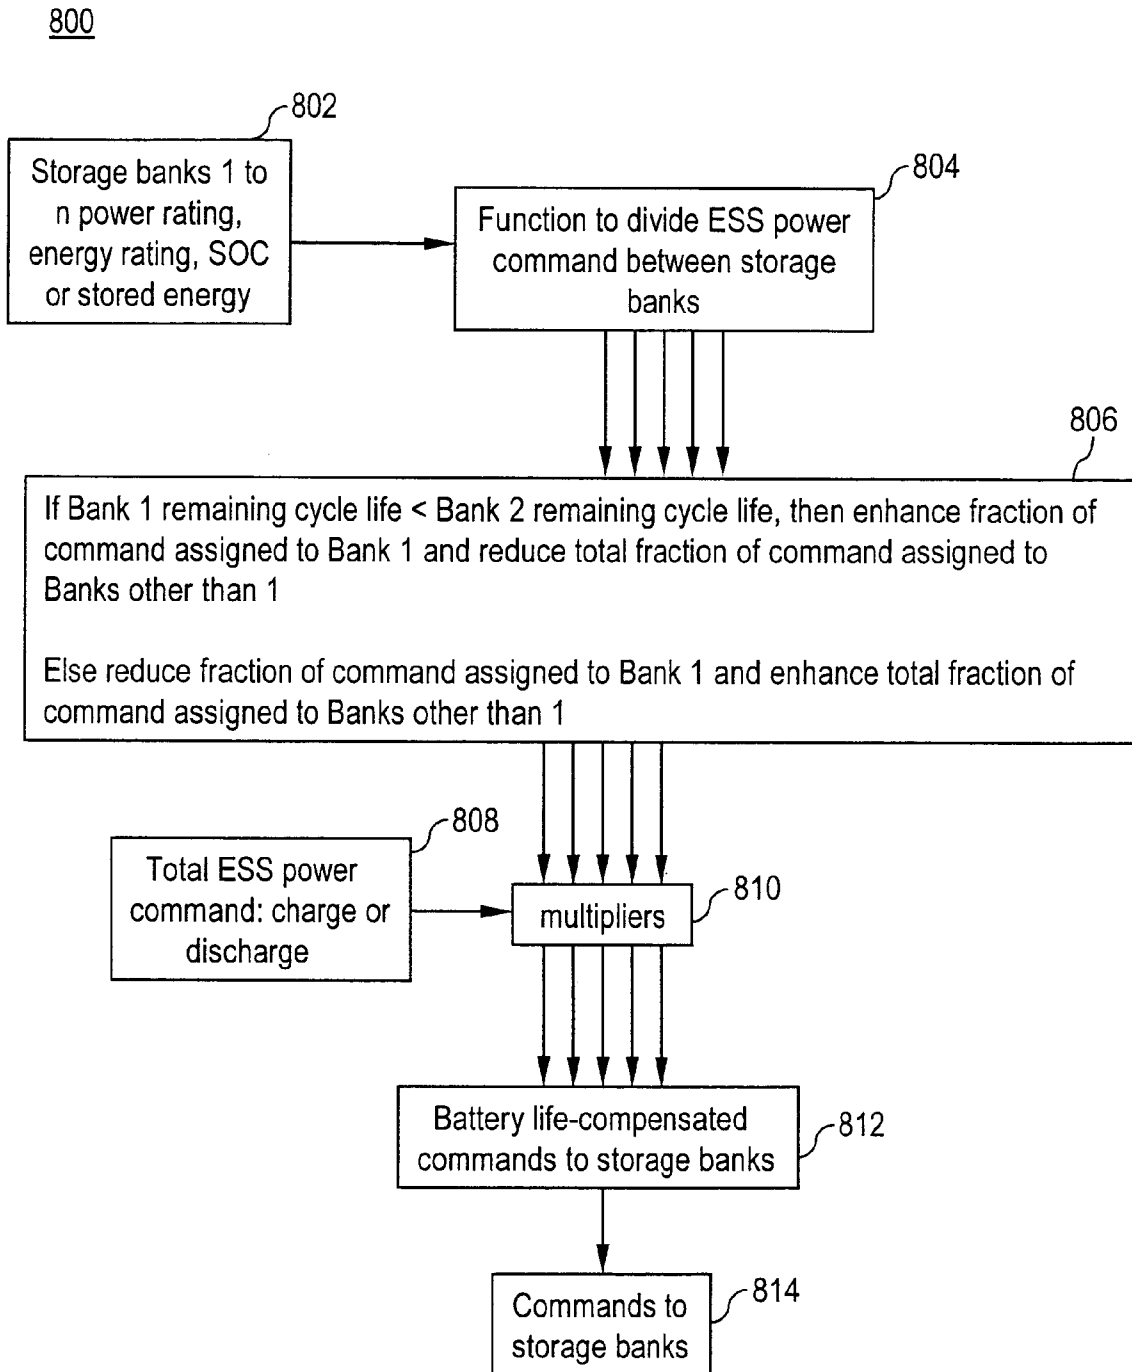 800
802
Storage banks 1 to
n power rating,
energy rating, SOC
or stored energy
804
Function to divide ESS power
command between storage
banks
806
If Bank 1 remaining cycle life < Bank 2 remaining cycle life, then enhance fraction of
command assigned to Bank 1 and reduce total fraction of command assigned to
Banks other than 1
Else reduce fraction of command assigned to Bank 1 and enhance total fraction of
command assigned to Banks other than 1
808
Total ESS power
command: charge or
discharge
810
multipliers
Battery life-compensated
commands to storage banks
812
Commands to
storage banks
814